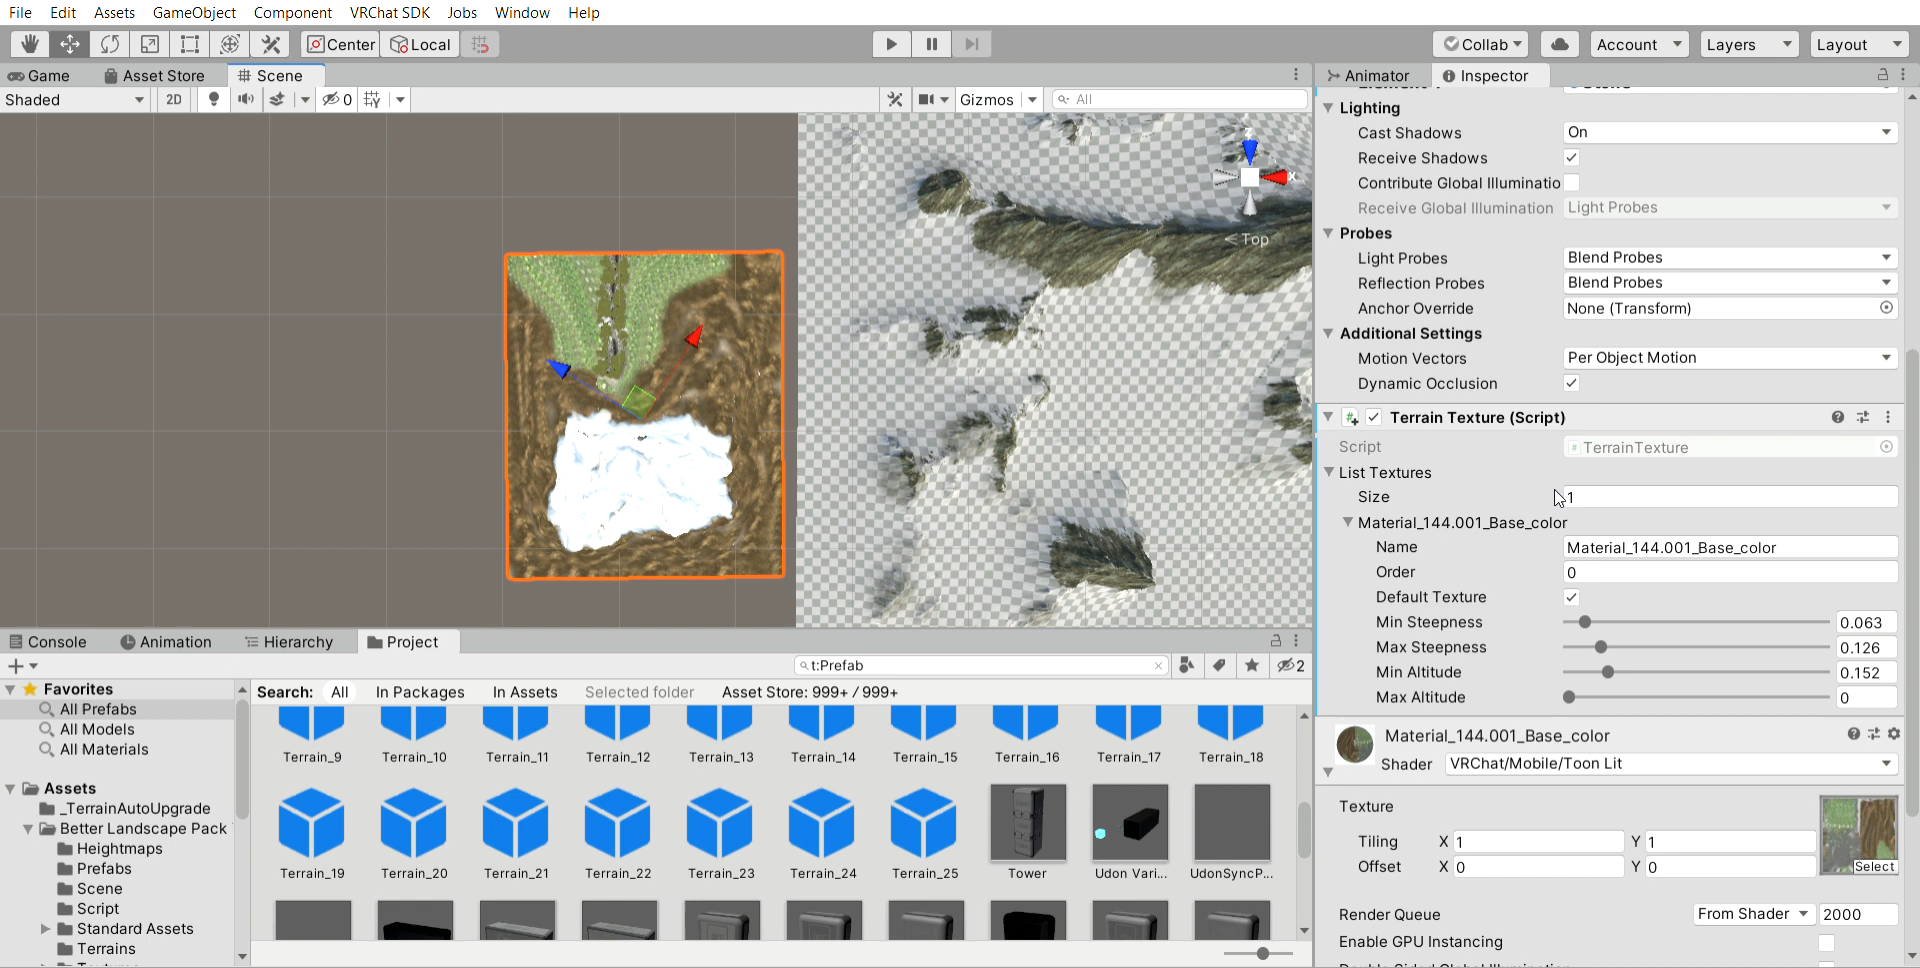 File Edit Assets GameObject Component VRChat SDK Jobs Window Help
Center Local Collab Account Layers Layout
Game Asset Store Scene
Shaded 2D 0 Gizmos All
x
Top
Animator Inspector
Lighting
Cast Shadows On
Receive Shadows
Contribute Global Illuminatio
Receive Global Illumination Light Probes
Probes
Light Probes Blend Probes
Reflection Probes Blend Probes
Anchor Override None (Transform)
Additional Settings
Motion Vectors Per Object Motion
Dynamic Occlusion
Terrain Texture (Script)
Script TerrainTexture
List Textures
Size 1
Material_144.001_Base_color
Name Material_144.001_Base_color
Order 0
Default Texture
Min Steepness 0.063
Max Steepness 0.126
Min Altitude 0.152
Max Altitude 0
Material_144.001_Base_color
Shader VRChat/Mobile/Toon Lit
Texture
Tiling X 1 Y 1
Offset X 0 Y 0
Select
Render Queue From Shader 2000
Enable GPU Instancing
Console Animation Hierarchy Project
t:Prefab 2
Favorites
All Prefabs
All Models
All Materials
Assets
_TerrainAutoUpgrade
Better Landscape Pack
Heightmaps
Prefabs
Scene
Script
Standard Assets
Terrains
Search: All In Packages In Assets Selected folder Asset Store: 999+ / 999+
Terrain_9 Terrain_10 Terrain_11 Terrain_12 Terrain_13 Terrain_14 Terrain_15 Terrain_16 Terrain_17 Terrain_18
Terrain_19 Terrain_20 Terrain_21 Terrain_22 Terrain_23 Terrain_24 Terrain_25 Tower Udon Vari... UdonSyncP...